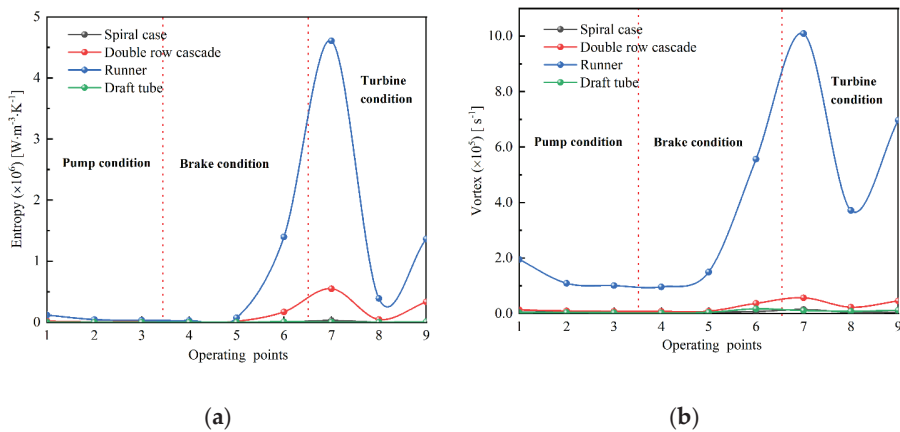 5
4
3
2
1
0
Entropy (×10⁶) [W·m⁻³·K⁻¹]
Spiral case
Double row cascade
Runner
Draft tube
Turbine
condition
Pump condition
Brake condition
1 2 3 4 5 6 7 8 9
Operating points
(a)
10.0
8.0
6.0
4.0
2.0
0.0
Vortex (×10⁵) [ s⁻¹]
Spiral case
Double row cascade
Runner
Draft tube
Turbine
condition
Pump condition
Brake condition
1 2 3 4 5 6 7 8 9
Operating points
(b)